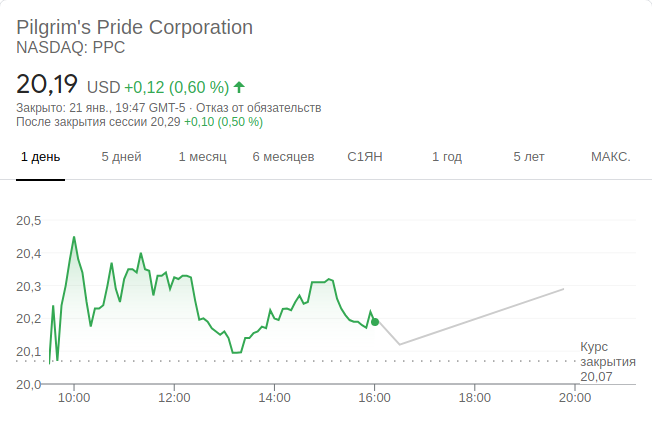 Pilgrim's Pride Corporation
NASDAQ: PPC
20,19 USD +0,12 (0,60 %)
Закрыто: 21 янв., 19:47 GMT-5 · Отказ от обязательств
После закрытия сессии 20,29 +0,10 (0,50 %)
1 день 5 дней 1 месяц 6 месяцев С1ЯН 1 год 5 лет МАКС.
20,5
20,4
20,3
20,2
20,1
20,0
Курс
закрытия
20,07
10:00 12:00 14:00 16:00 18:00 20:00